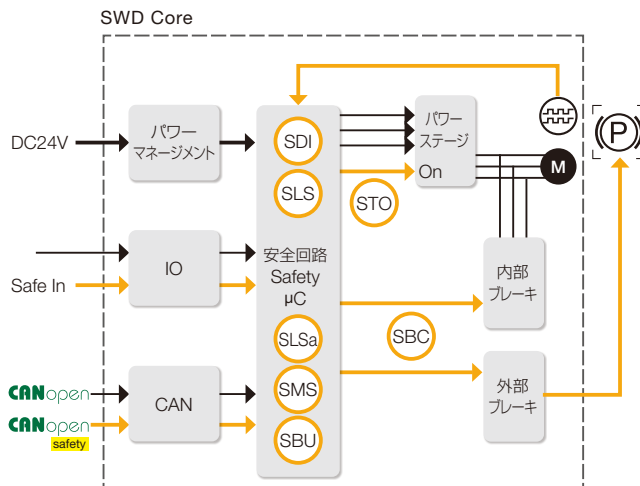 SWD Core
DC24V
パワー
マネージメント
SDI
SLS
パワー
ステージ
On
STO
M
P
Safe In
IO
安全回路
Safety
µC
内部
ブレーキ
SBC
SLSa
SMS
SBU
外部
ブレーキ
CANopen
CAN
CANopen
safety